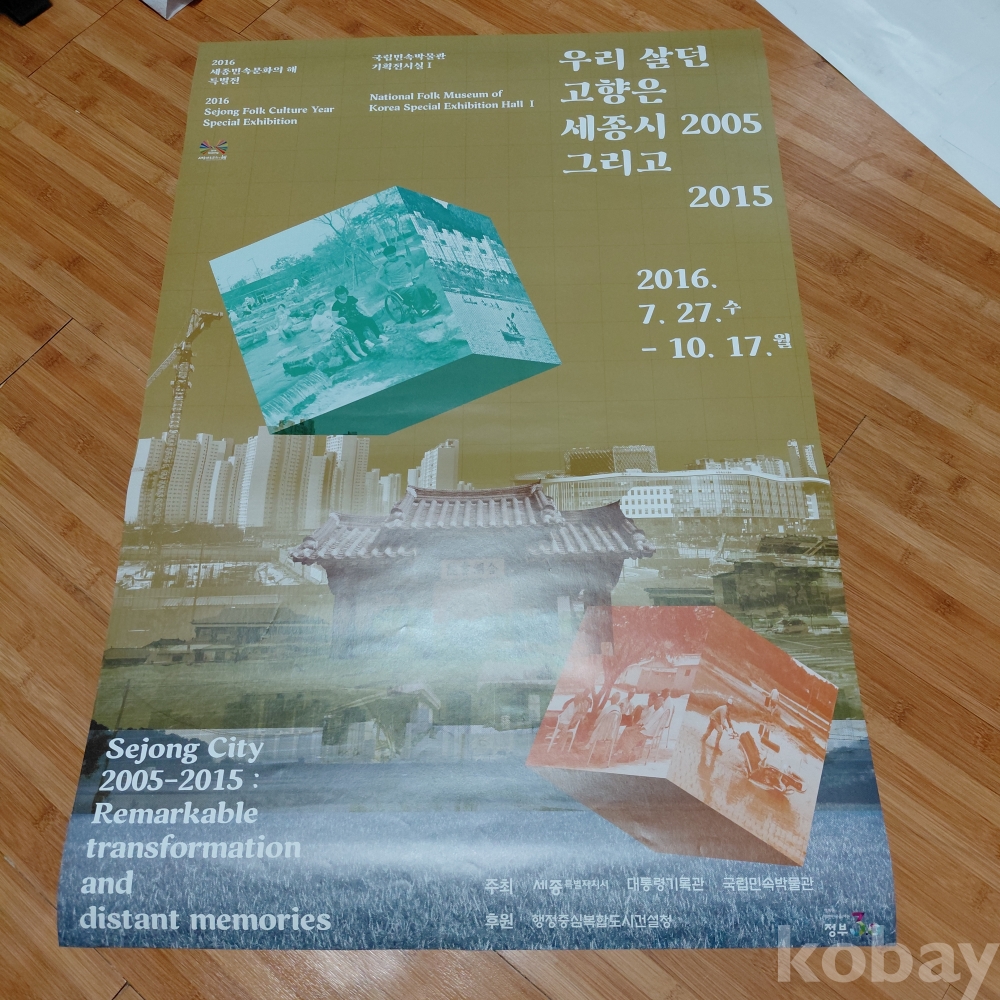 2016
세종민속문화의 해
특별전
2016
Sejong Folk Culture Year
Special Exhibition
국립민속박물관
기획전시실 I
National Folk Museum of
Korea Special Exhibition Hall I
우리 살던
고향은
세종시 2005
그리고
2015
2016.
7. 27.수
- 10. 17.월
Sejong City
2005-2015 :
Remarkable
transformation
and
distant memories
주최 세종특별자치시 대통령기록관 국립민속박물관
후원 행정중심복합도시건설청
정부
kobay